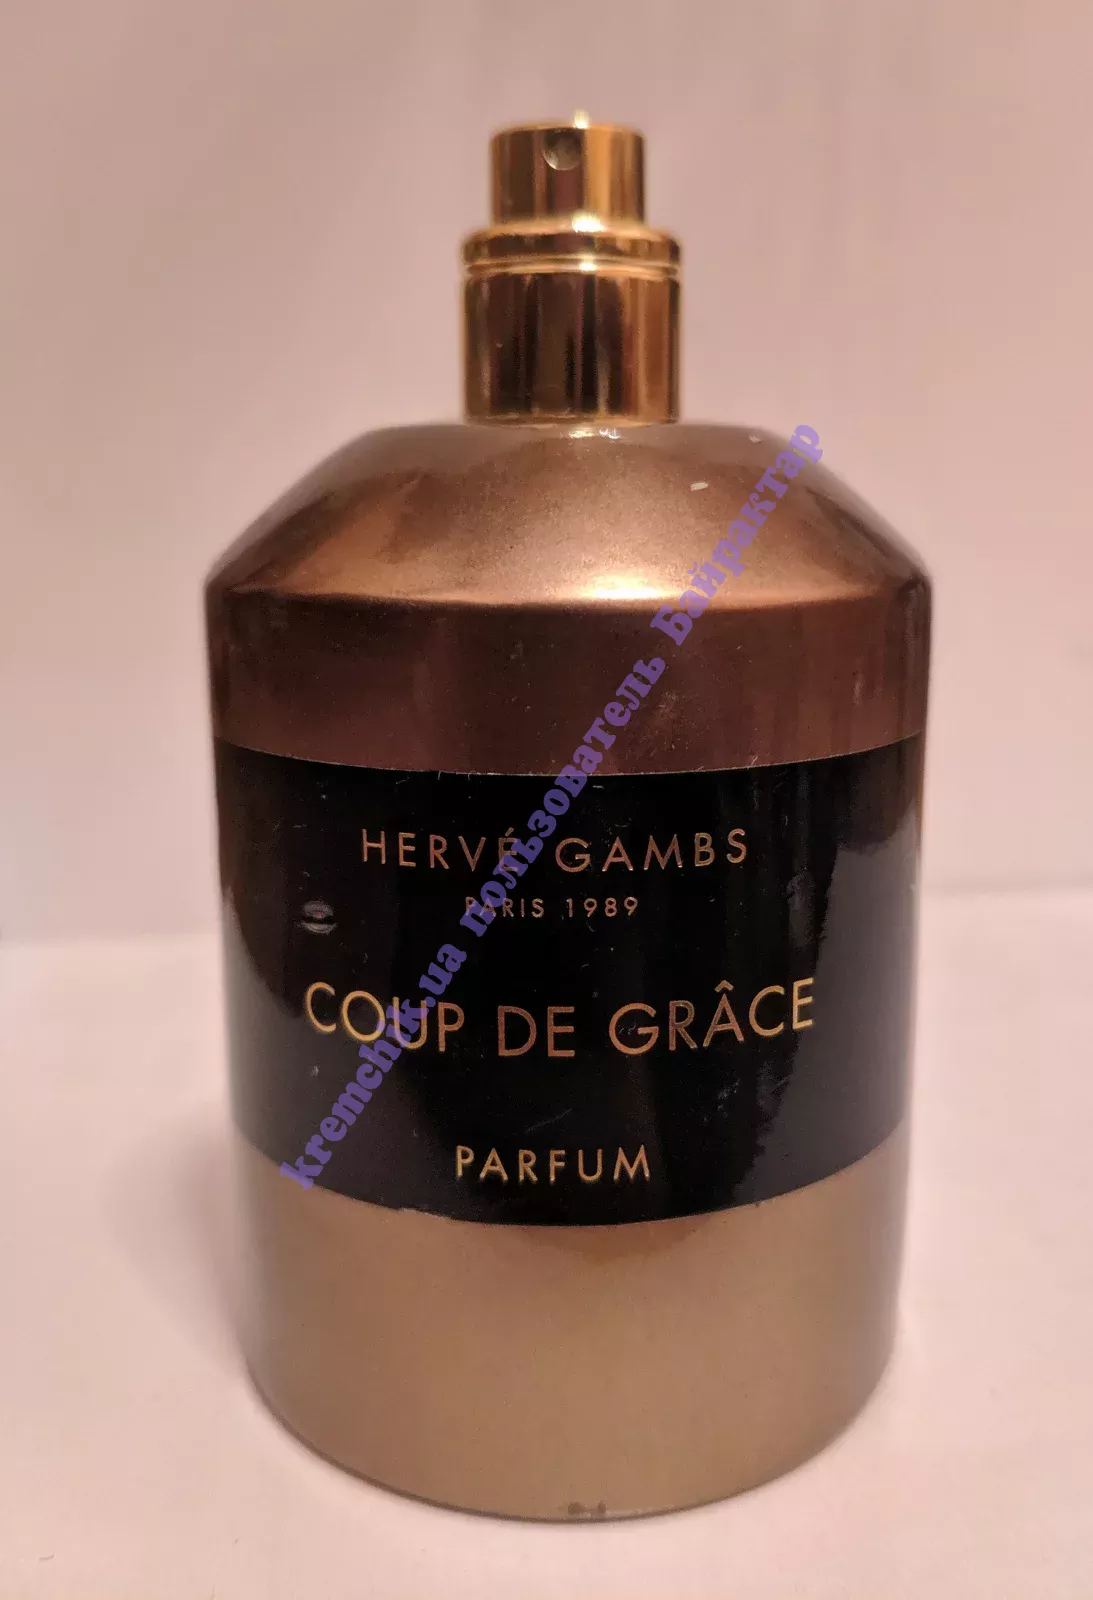 HERVÉ GAMBS
PARIS 1989
COUP DE GRÂCE
PARFUM
kremchik.ua пользователь Байрактар